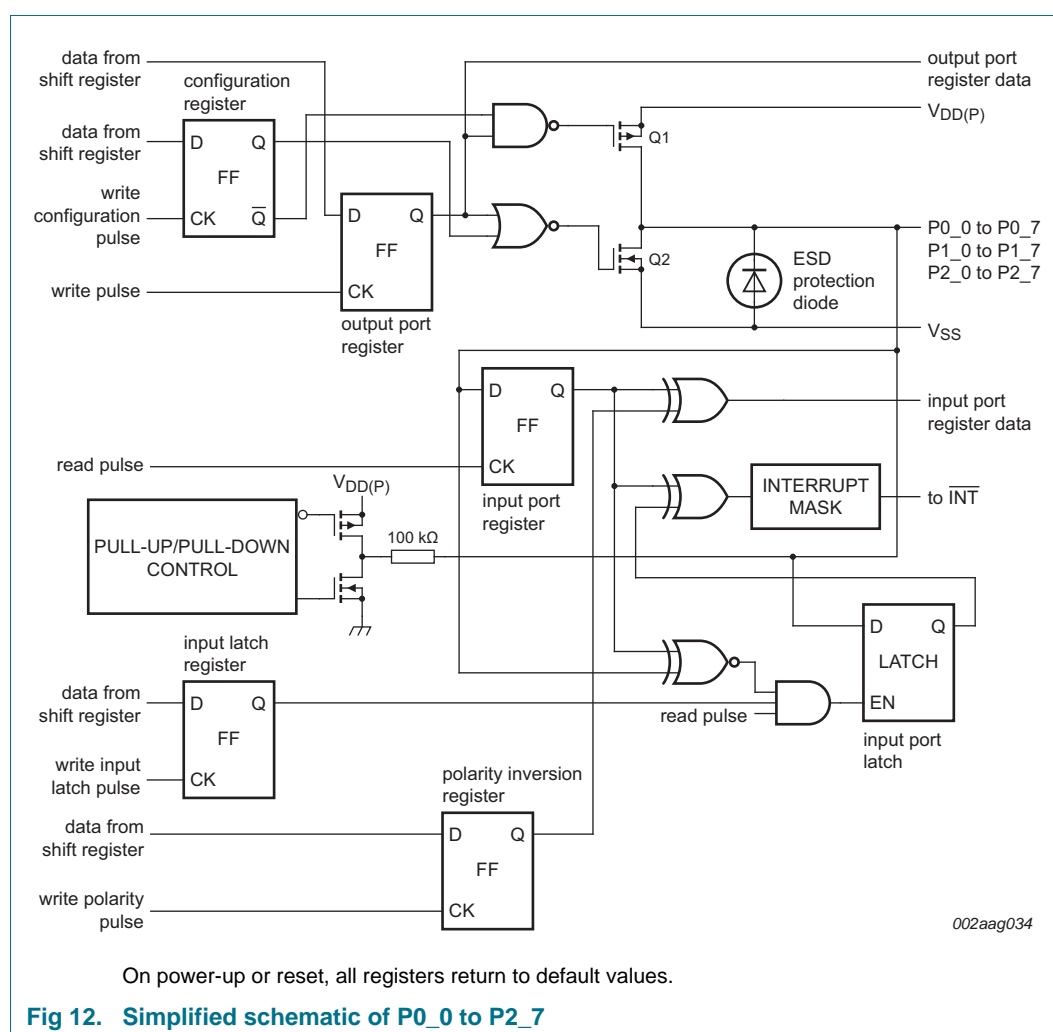 data from
shift register
configuration
register
output port
register data
VDD(P)
data from
shift register
D
Q
FF
CK
Q̅
write
configuration
pulse
Q1
D
Q
FF
CK
write pulse
output port
register
Q2
ESD
protection
diode
P0_0 to P0_7
P1_0 to P1_7
P2_0 to P2_7
VSS
D
Q
FF
CK
input port
register data
read pulse
input port
register
VDD(P)
INTERRUPT
MASK
to I̅N̅T̅
PULL-UP/PULL-DOWN
CONTROL
100 kΩ
input latch
register
D
Q
LATCH
EN
data from
shift register
D
Q
FF
CK
read pulse
input port
latch
write input
latch pulse
polarity inversion
register
data from
shift register
D
Q
FF
CK
write polarity
pulse
002aag034
On power-up or reset, all registers return to default values.
Fig 12. Simplified schematic of P0_0 to P2_7